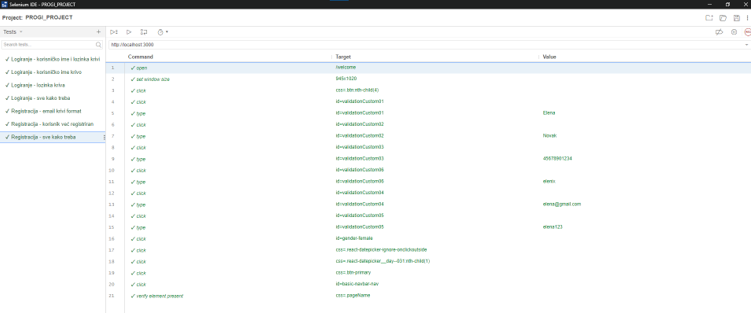 Selenium IDE - PROGI_PROJECT
Project: PROGI_PROJECT
Tests
Search tests...
✓ Logiranje - korisničko ime i lozinka krivi
✓ Logiranje - korisničko ime krivo
✓ Logiranje - lozinka kriva
✓ Logiranje - sve kako treba
✓ Registracija - email krivi format
✓ Registracija - korisnik već registriran
✓ Registracija - sve kako treba
http://localhost:3000
Command Target Value
1 ✓ open /welcome
2 ✓ set window size 945x1020
3 ✓ click css=.btn:nth-child(4)
4 ✓ click id=validationCustom01
5 ✓ type id=validationCustom01 Elena
6 ✓ click id=validationCustom02
7 ✓ type id=validationCustom02 Novak
8 ✓ click id=validationCustom03
9 ✓ type id=validationCustom03 45678901234
10 ✓ click id=validationCustom06
11 ✓ type id=validationCustom06 eleniv
12 ✓ click id=validationCustom04
13 ✓ type id=validationCustom04 elena@gmail.com
14 ✓ click id=validationCustom05
15 ✓ type id=validationCustom05 elena123
16 ✓ click id=gender-female
17 ✓ click css=.react-datepicker-ignore-onclickoutside
18 ✓ click css=.react-datepicker__day--001:nth-child(1)
19 ✓ click css=.btn-primary
20 ✓ click id=basic-navbar-nav
21 ✓ verify element present css=.pageName